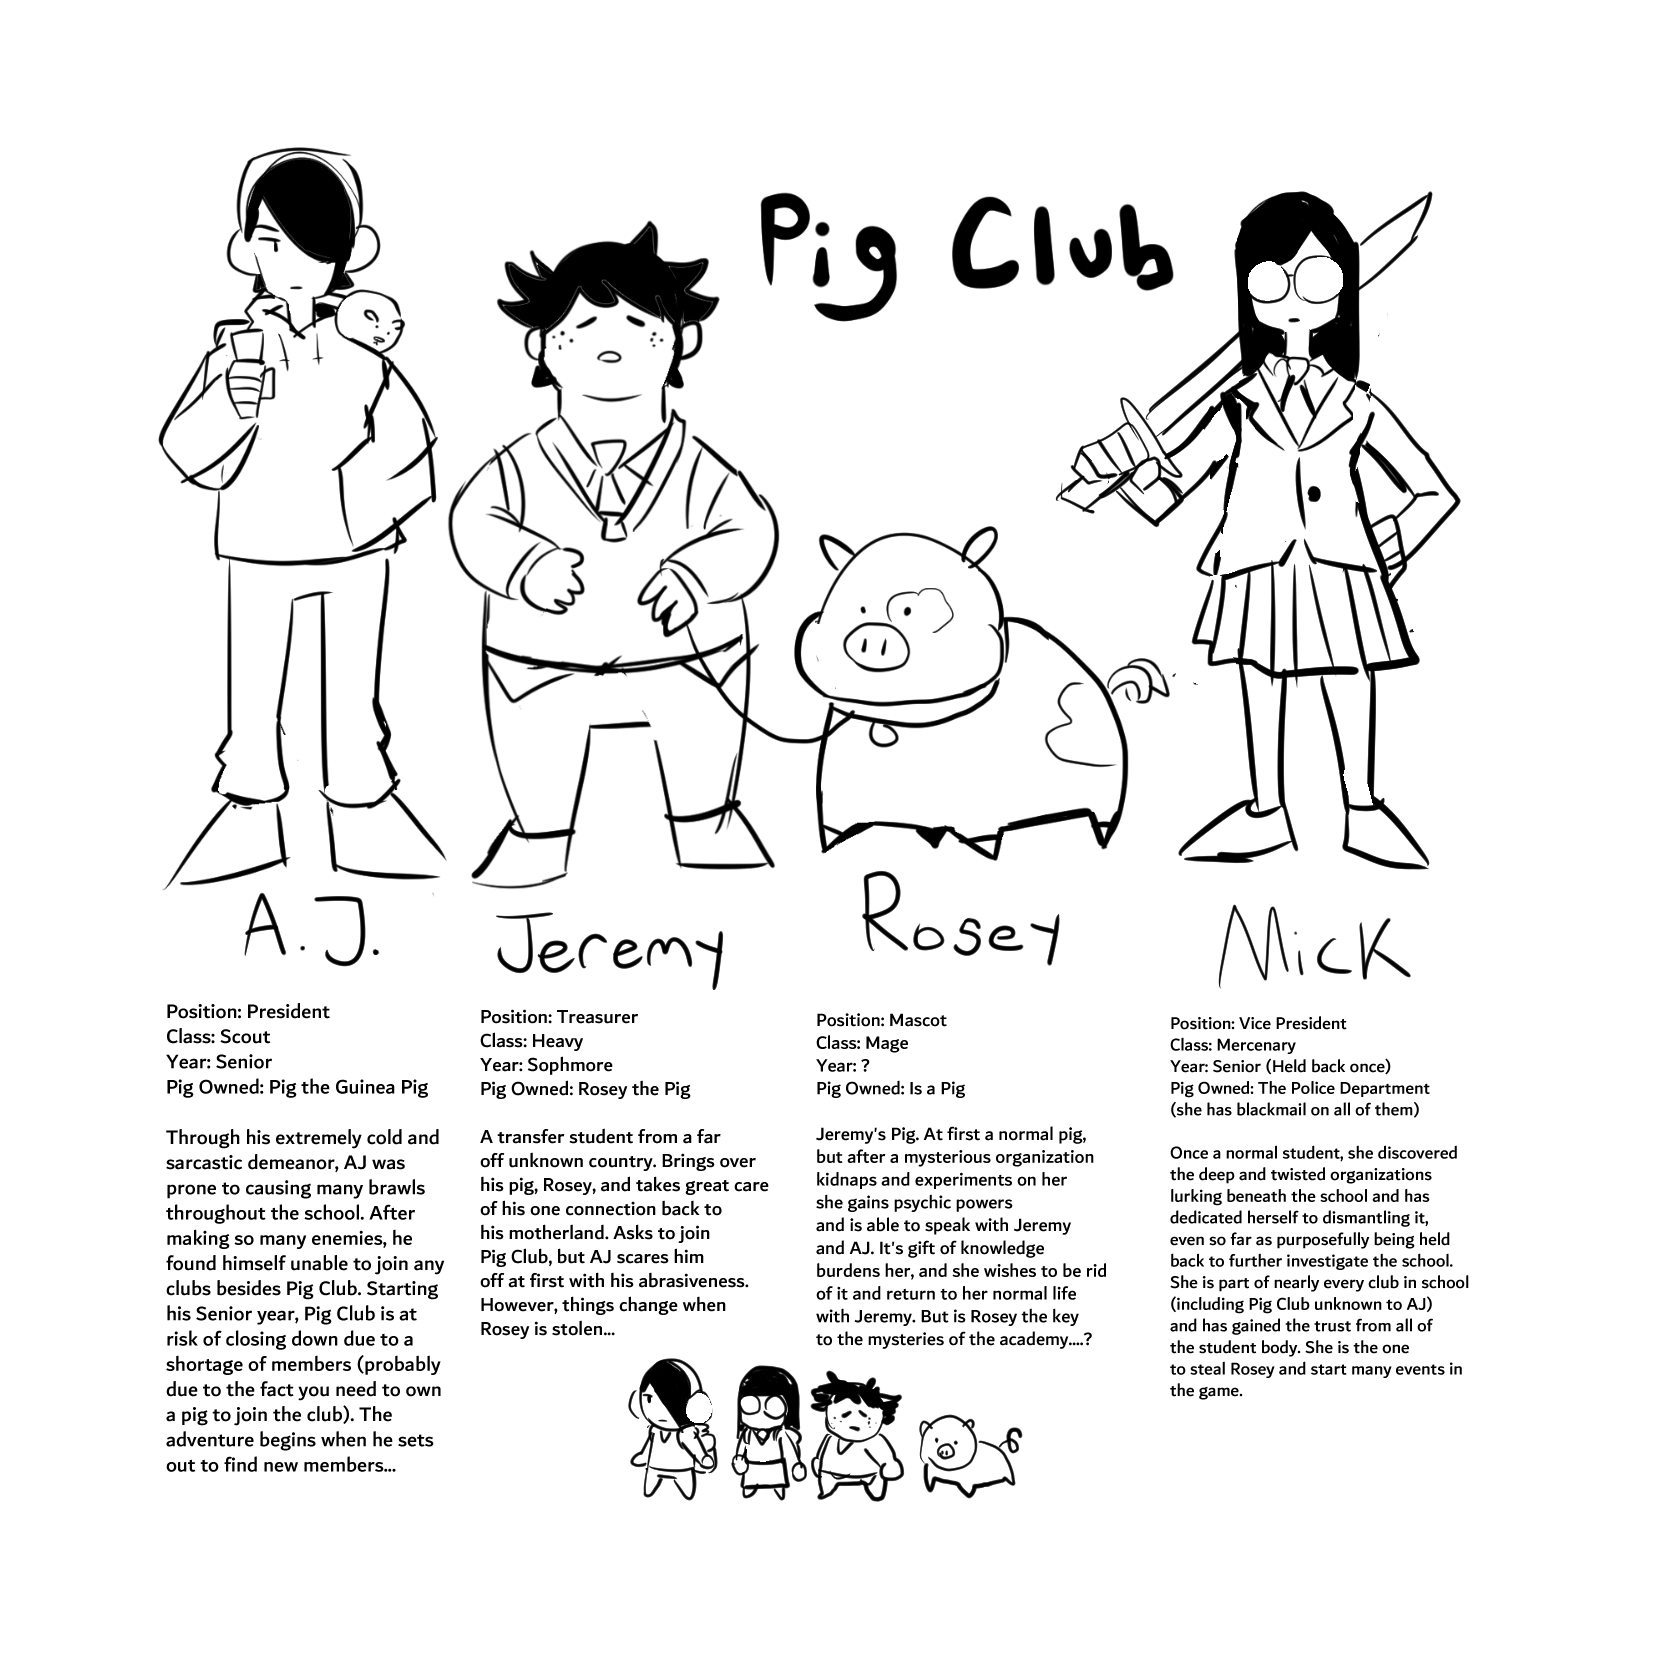 Pig Club
A.J.
Position: President
Class: Scout
Year: Senior
Pig Owned: Pig the Guinea Pig
Through his extremely cold and
sarcastic demeanor, AJ was
prone to causing many brawls
throughout the school. After
making so many enemies, he
found himself unable to join any
clubs besides Pig Club. Starting
his Senior year, Pig Club is at
risk of closing down due to a
shortage of members (probably
due to the fact you need to own
a pig to join the club). The
adventure begins when he sets
out to find new members...
Jeremy
Position: Treasurer
Class: Heavy
Year: Sophmore
Pig Owned: Rosey the Pig
A transfer student from a far
off unknown country. Brings over
his pig, Rosey, and takes great care
of his one connection back to
his motherland. Asks to join
Pig Club, but AJ scares him
off at first with his abrasiveness.
However, things change when
Rosey is stolen...
Rosey
Position: Mascot
Class: Mage
Year: ?
Pig Owned: Is a Pig
Jeremy's Pig. At first a normal pig,
but after a mysterious organization
kidnaps and experiments on her
she gains psychic powers
and is able to speak with Jeremy
and AJ. It's gift of knowledge
burdens her, and she wishes to be rid
of it and return to her normal life
with Jeremy. But is Rosey the key
to the mysteries of the academy....?
Mick
Position: Vice President
Class: Mercenary
Year: Senior (Held back once)
Pig Owned: The Police Department
(she has blackmail on all of them)
Once a normal student, she discovered
the deep and twisted organizations
lurking beneath the school and has
dedicated herself to dismantling it,
even so far as purposefully being held
back to further investigate the school.
She is part of nearly every club in school
(including Pig Club unknown to AJ)
and has gained the trust from all of
the student body. She is the one
to steal Rosey and start many events in
the game.